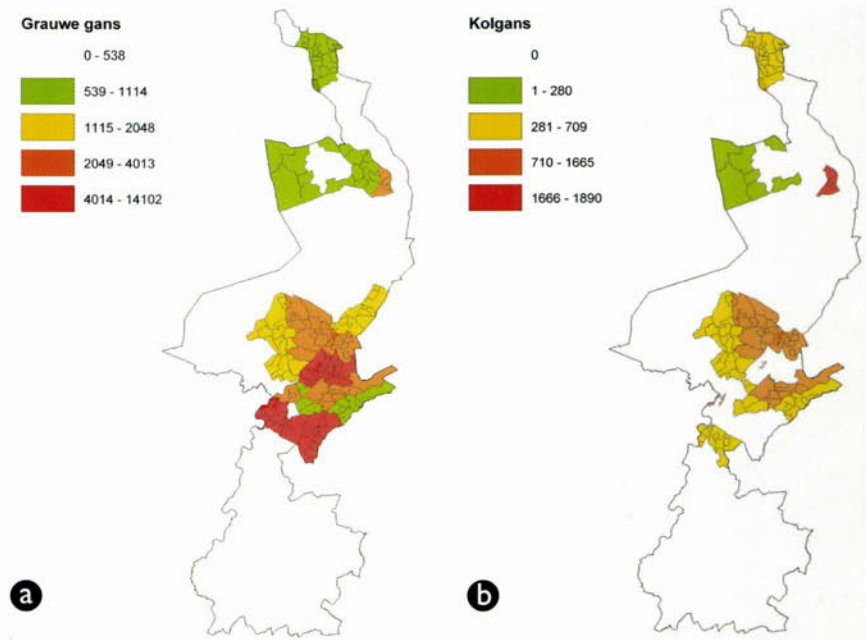 Grauwe gans
0 - 538
539 - 1114
1115 - 2048
2049 - 4013
4014 - 14102
a
Kolgans
0
1 - 280
281 - 709
710 - 1665
1666 - 1890
b